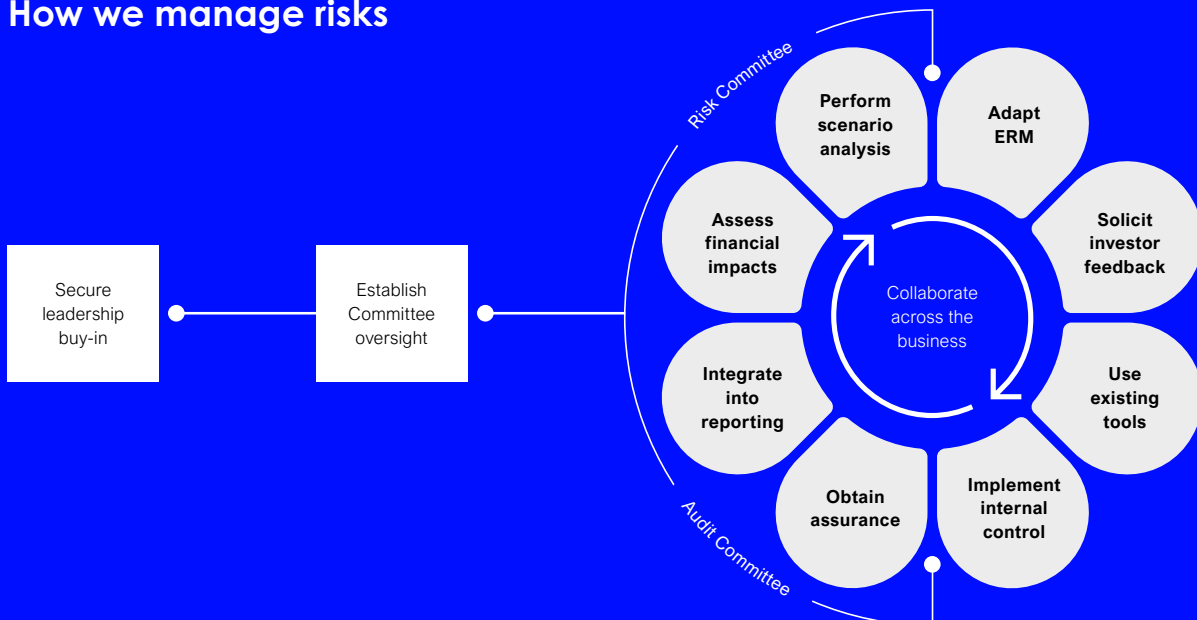 How we manage risks
Secure
leadership
buy-in
Establish
Committee
oversight
Risk Committee
Audit Committee
Perform
scenario
analysis
Adapt
ERM
Solicit
investor
feedback
Use
existing
tools
Implement
internal
control
Obtain
assurance
Integrate
into
reporting
Assess
financial
impacts
Collaborate
across the
business